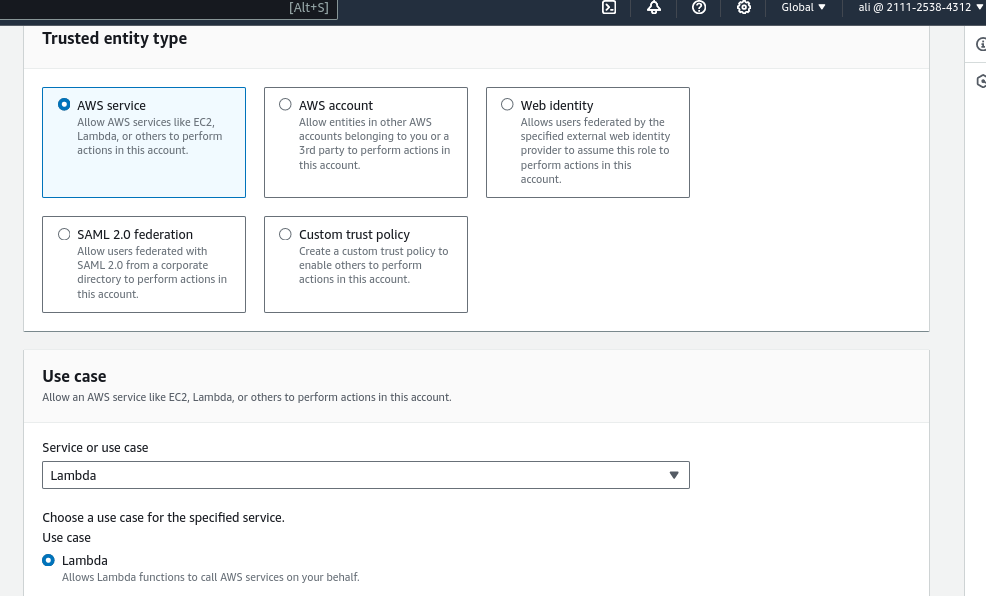 [Alt+S]
Global ▼
ali @ 2111-2538-4312 ▼
Trusted entity type
AWS service
Allow AWS services like EC2,
Lambda, or others to perform
actions in this account.
AWS account
Allow entities in other AWS
accounts belonging to you or a
3rd party to perform actions in
this account.
Web identity
Allows users federated by the
specified external web identity
provider to assume this role to
perform actions in this
account.
SAML 2.0 federation
Allow users federated with
SAML 2.0 from a corporate
directory to perform actions in
this account.
Custom trust policy
Create a custom trust policy to
enable others to perform
actions in this account.
Use case
Allow an AWS service like EC2, Lambda, or others to perform actions in this account.
Service or use case
Lambda
Choose a use case for the specified service.
Use case
Lambda
Allows Lambda functions to call AWS services on your behalf.